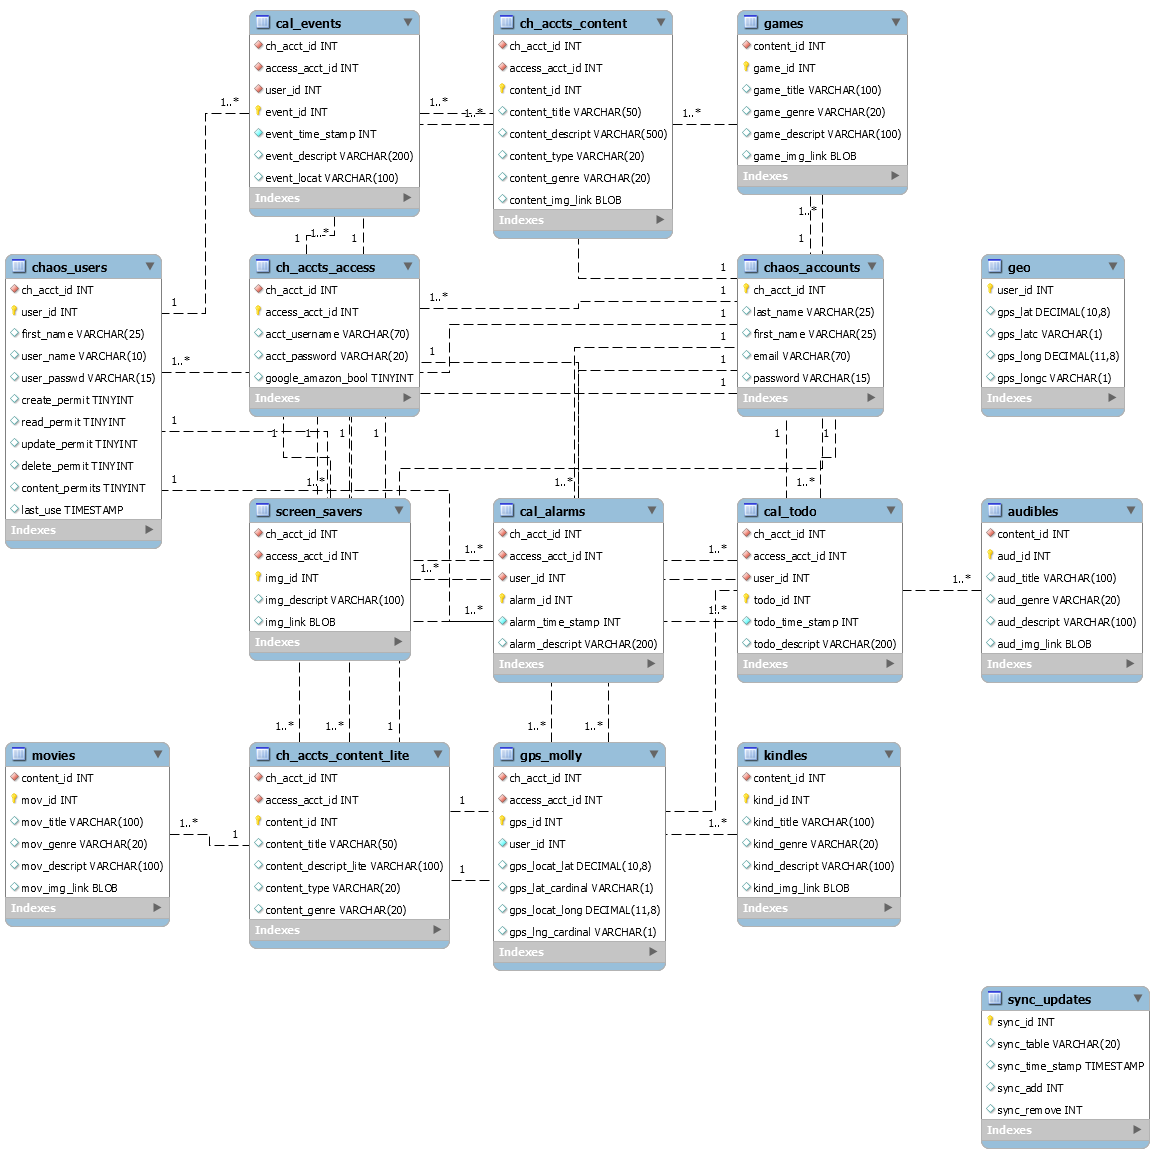 cal_events
ch_acct_id INT
access_acct_id INT
user_id INT
event_id INT
event_time_stamp INT
event_descript VARCHAR(200)
event_locat VARCHAR(100)
Indexes
ch_accts_content
ch_acct_id INT
access_acct_id INT
content_id INT
content_title VARCHAR(50)
content_descript VARCHAR(500)
content_type VARCHAR(20)
content_genre VARCHAR(20)
content_img_link BLOB
Indexes
games
content_id INT
game_id INT
game_title VARCHAR(100)
game_genre VARCHAR(20)
game_descript VARCHAR(100)
game_img_link BLOB
Indexes
1..*
1..*
1..*
1..*
1
1..*
1
1..*
1
chaos_users
ch_acct_id INT
user_id INT
first_name VARCHAR(25)
user_name VARCHAR(10)
user_passwd VARCHAR(15)
create_permit TINYINT
read_permit TINYINT
update_permit TINYINT
delete_permit TINYINT
content_permits TINYINT
last_use TIMESTAMP
Indexes
1
1..*
1
1
ch_accts_access
ch_acct_id INT
access_acct_id INT
acct_username VARCHAR(70)
acct_password VARCHAR(20)
google_amazon_bool TINYINT
Indexes
1..*
1
1
1
1
1
1
1
chaos_accounts
ch_acct_id INT
last_name VARCHAR(25)
first_name VARCHAR(25)
email VARCHAR(70)
password VARCHAR(15)
Indexes
geo
user_id INT
gps_lat DECIMAL(10,8)
gps_latc VARCHAR(1)
gps_long DECIMAL(11,8)
gps_longc VARCHAR(1)
Indexes
1
1
1
1
1
1
1..*
1..*
1..*
screen_savers
ch_acct_id INT
access_acct_id INT
img_id INT
img_descript VARCHAR(100)
img_link BLOB
Indexes
1..*
1..*
1..*
cal_alarms
ch_acct_id INT
access_acct_id INT
user_id INT
alarm_id INT
alarm_time_stamp INT
alarm_descript VARCHAR(200)
Indexes
1..*
1..*
cal_todo
ch_acct_id INT
access_acct_id INT
user_id INT
todo_id INT
todo_time_stamp INT
todo_descript VARCHAR(200)
Indexes
1..*
audibles
content_id INT
aud_id INT
aud_title VARCHAR(100)
aud_genre VARCHAR(20)
aud_descript VARCHAR(100)
aud_img_link BLOB
Indexes
1..*
1..*
1
1..*
1..*
movies
content_id INT
mov_id INT
mov_title VARCHAR(100)
mov_genre VARCHAR(20)
mov_descript VARCHAR(100)
mov_img_link BLOB
Indexes
1..*
1
ch_accts_content_lite
ch_acct_id INT
access_acct_id INT
content_id INT
content_title VARCHAR(50)
content_descript_lite VARCHAR(100)
content_type VARCHAR(20)
content_genre VARCHAR(20)
Indexes
1
1
gps_molly
ch_acct_id INT
access_acct_id INT
gps_id INT
user_id INT
gps_locat_lat DECIMAL(10,8)
gps_lat_cardinal VARCHAR(1)
gps_locat_long DECIMAL(11,8)
gps_lng_cardinal VARCHAR(1)
Indexes
1..*
kindles
content_id INT
kind_id INT
kind_title VARCHAR(100)
kind_genre VARCHAR(20)
kind_descript VARCHAR(100)
kind_img_link BLOB
Indexes
sync_updates
sync_id INT
sync_table VARCHAR(20)
sync_time_stamp TIMESTAMP
sync_add INT
sync_remove INT
Indexes